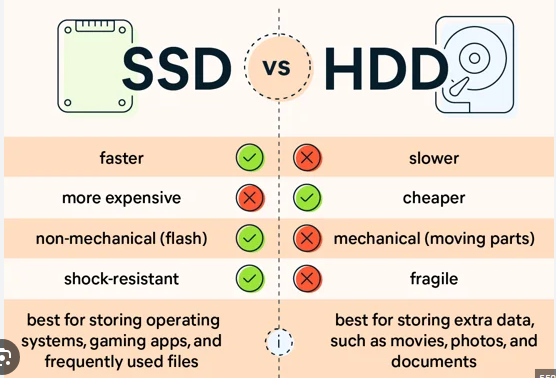 SSD vs HDD
faster slower
more expensive cheaper
non-mechanical (flash) mechanical (moving parts)
shock-resistant fragile
best for storing operating
systems, gaming apps, and
frequently used files
i
best for storing extra data,
such as movies, photos, and
documents